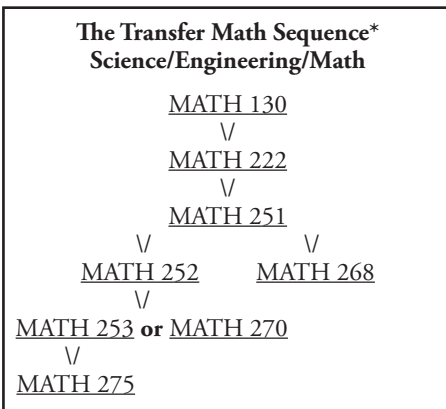 The Transfer Math Sequence*
Science/Engineering/Math
MATH 130
\/
MATH 222
\/
MATH 251
\/ \/
MATH 252 MATH 268
\/
MATH 253 or MATH 270
\/
MATH 275